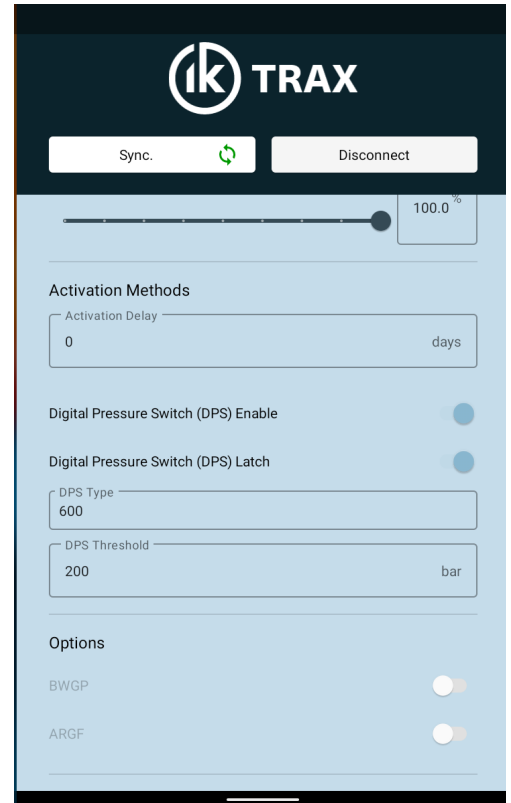 ik TRAX
Sync.
Disconnect
100.0 %
Activation Methods
Activation Delay
0 days
Digital Pressure Switch (DPS) Enable
Digital Pressure Switch (DPS) Latch
DPS Type
600
DPS Threshold
200 bar
Options
BWGP
ARGF